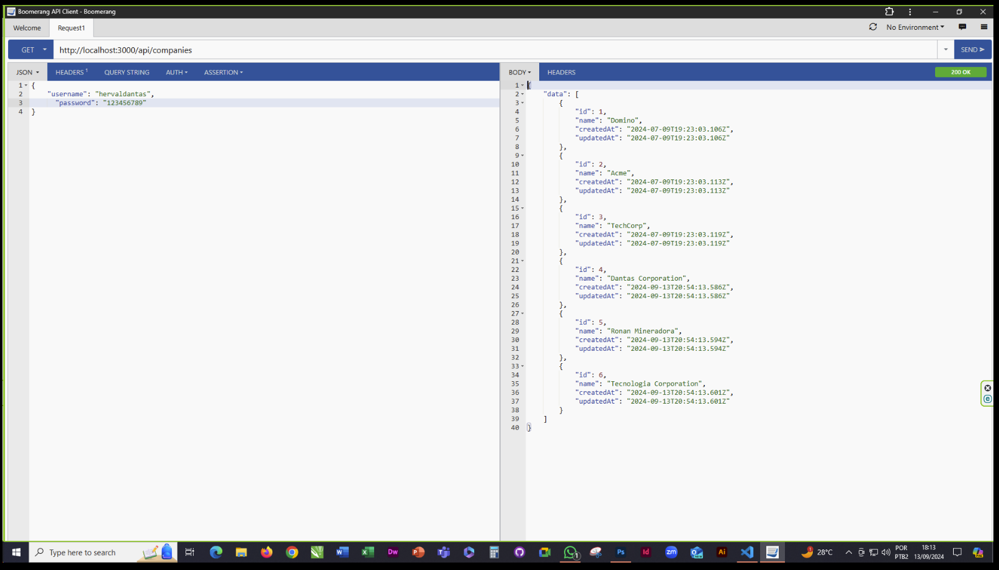 Boomerang API Client - Boomerang
Welcome
Request1
No Environment
GET
http://localhost:3000/api/companies
SEND
JSON
HEADERS 1
QUERY STRING
AUTH
ASSERTION
BODY
HEADERS
200 OK
1 {
2 "username": "hervaldantas",
3 "password": "123456789"
4 }
1 {
2 "data": [
3 {
4 "id": 1,
5 "name": "Domino",
6 "createdAt": "2024-07-09T19:23:03.106Z",
7 "updatedAt": "2024-07-09T19:23:03.106Z"
8 },
9 {
10 "id": 2,
11 "name": "Acme",
12 "createdAt": "2024-07-09T19:23:03.113Z",
13 "updatedAt": "2024-07-09T19:23:03.113Z"
14 },
15 {
16 "id": 3,
17 "name": "TechCorp",
18 "createdAt": "2024-07-09T19:23:03.119Z",
19 "updatedAt": "2024-07-09T19:23:03.119Z"
20 },
21 {
22 "id": 4,
23 "name": "Dantas Corporation",
24 "createdAt": "2024-09-13T20:54:13.586Z",
25 "updatedAt": "2024-09-13T20:54:13.586Z"
26 },
27 {
28 "id": 5,
29 "name": "Ronan Mineradora",
30 "createdAt": "2024-09-13T20:54:13.594Z",
31 "updatedAt": "2024-09-13T20:54:13.594Z"
32 },
33 {
34 "id": 6,
35 "name": "Tecnologia Corporation",
36 "createdAt": "2024-09-13T20:54:13.601Z",
37 "updatedAt": "2024-09-13T20:54:13.601Z"
38 }
39 ]
40 }
Type here to search
Dw
Ps
Id
zm
Ai
28°C
POR
PTB2
18:13
13/09/2024